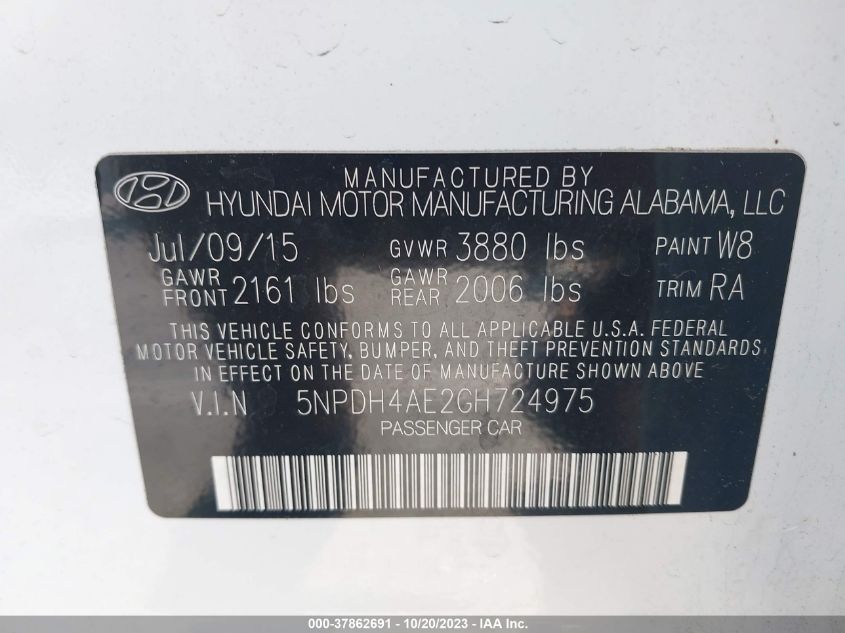 MANUFACTURED BY
HYUNDAI MOTOR MANUFACTURING ALABAMA, LLC
Jul/09/15 GVWR 3880 lbs PAINT W8
GAWR FRONT 2161 lbs GAWR REAR 2006 lbs TRIM RA
THIS VEHICLE CONFORMS TO ALL APPLICABLE U.S.A. FEDERAL
MOTOR VEHICLE SAFETY, BUMPER, AND THEFT PREVENTION STANDARDS
IN EFFECT ON THE DATE OF MANUFACTURE SHOWN ABOVE.
V.I.N 5NPDH4AE2GH724975
PASSENGER CAR
000-37862691 - 10/20/2023 - IAA Inc.